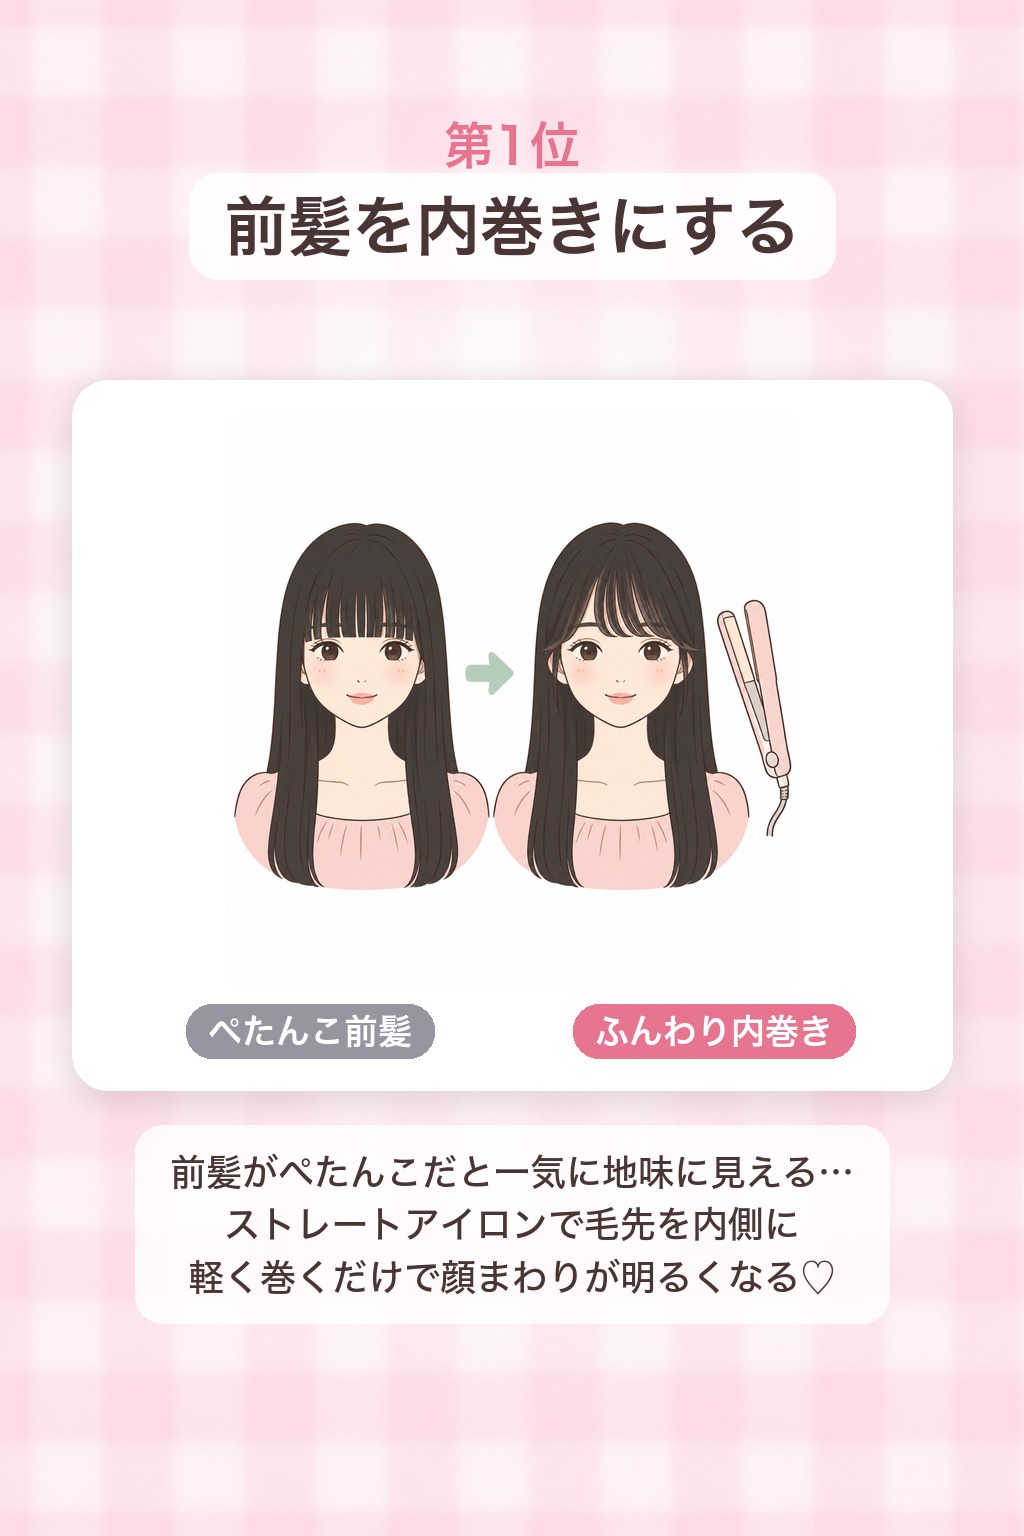 第1位
前髪を内巻きにする
ぺたんこ前髪
ふんわり内巻き
前髪がぺたんこだと一気に地味に見える…
ストレートアイロンで毛先を内側に
軽く巻くだけで顔まわりが明るくなる♡